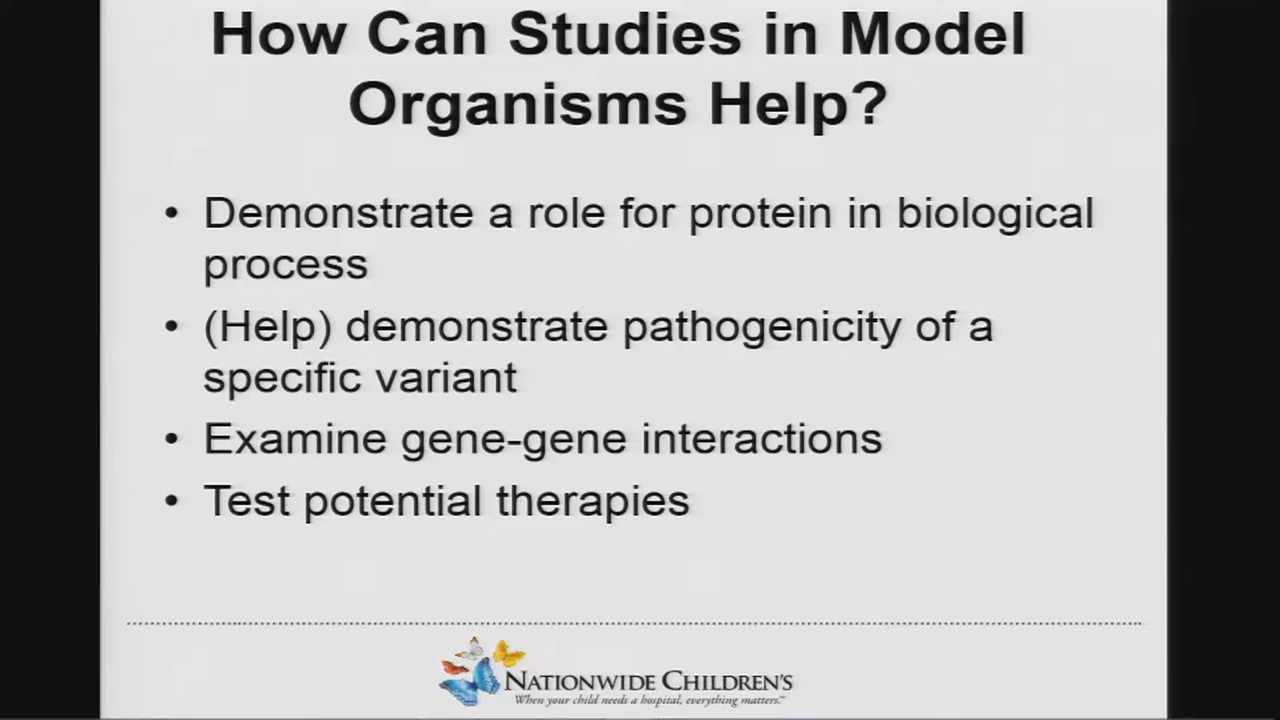 How Can Studies in Model
Organisms Help?
• Demonstrate a role for protein in biological
process
• (Help) demonstrate pathogenicity of a
specific variant
• Examine gene-gene interactions
• Test potential therapies
NATIONWIDE CHILDREN'S
When your child needs a hospital, everything matters.℠